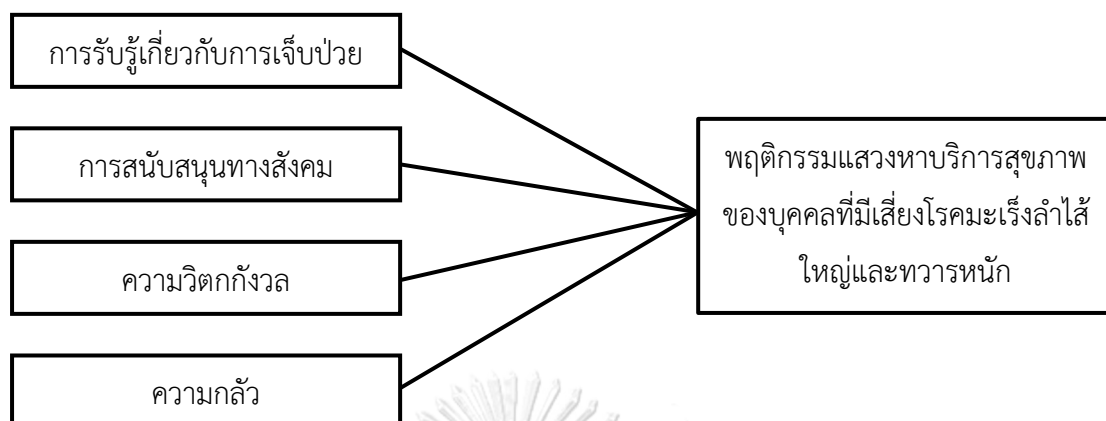 การรับรู้เกี่ยวกับการเจ็บป่วย
การสนับสนุนทางสังคม
ความวิตกกังวล
ความกลัว
พฤติกรรมแสวงหาบริการสุขภาพ
ของบุคคลที่มีเสี่ยงโรคมะเร็งลำไส้
ใหญ่และทวารหนัก